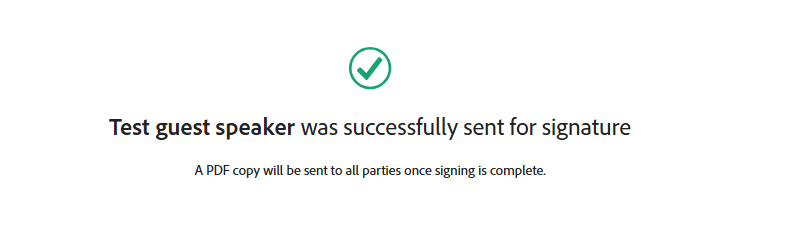 Test guest speaker was successfully sent for signature
A PDF copy will be sent to all parties once signing is complete.